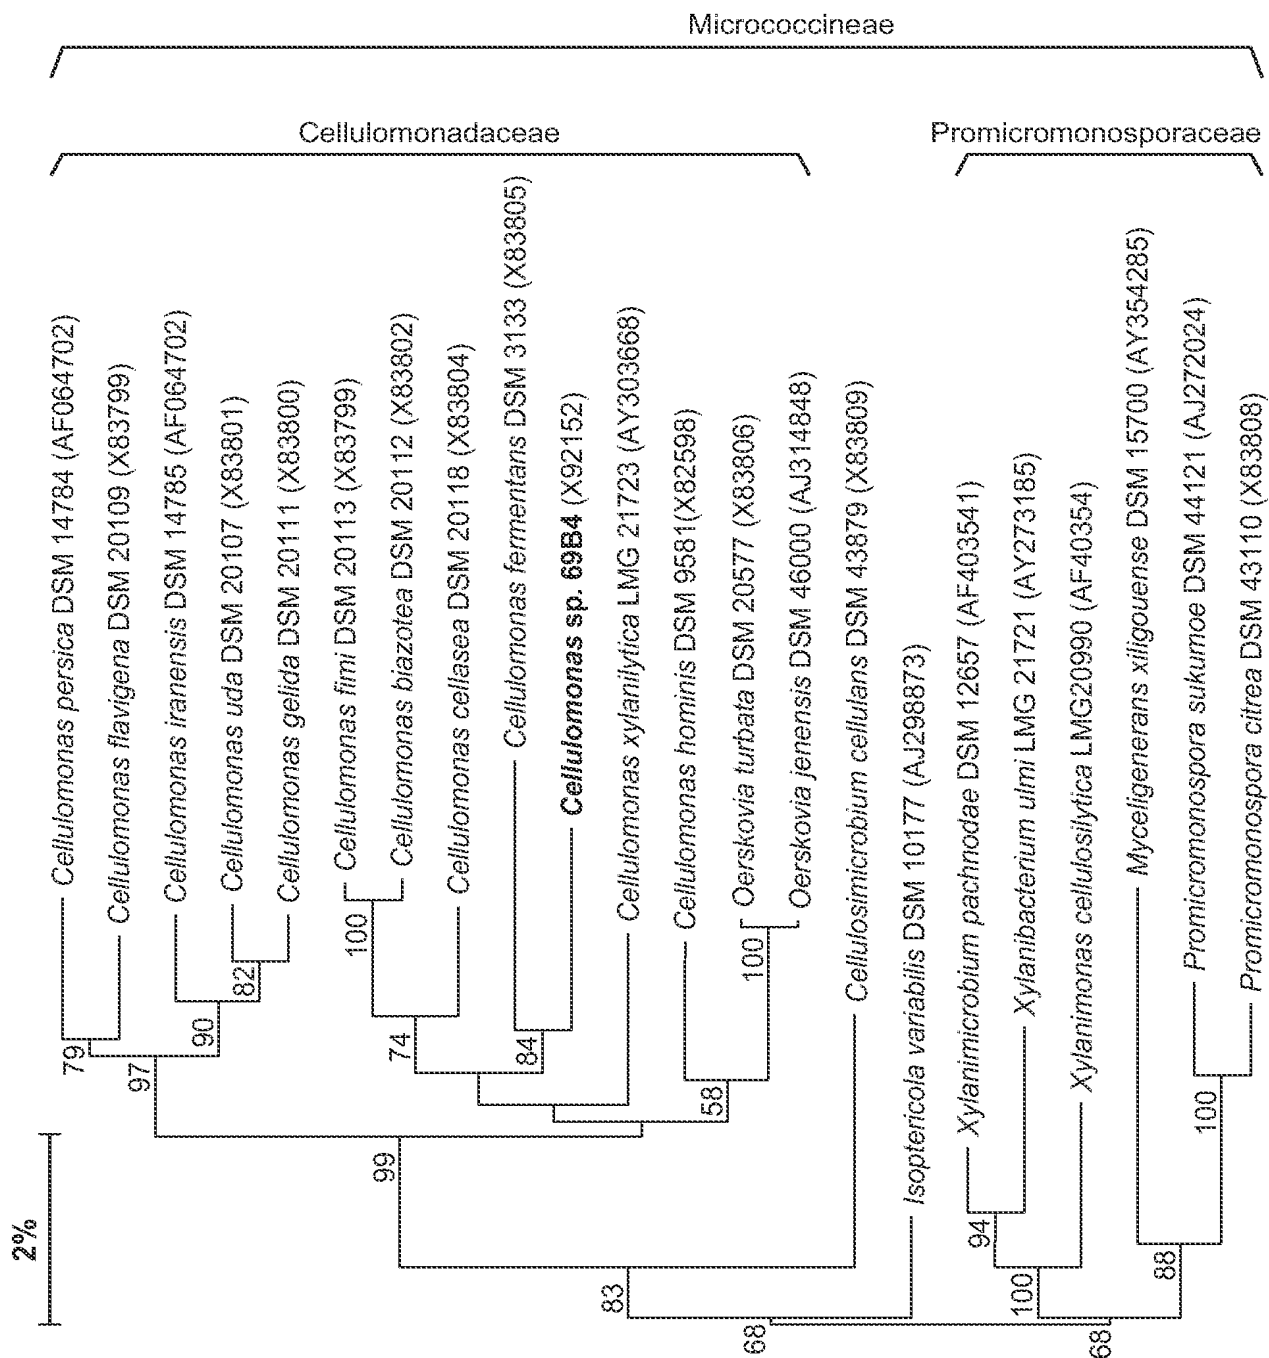 Micrococcineae
Cellulomonadaceae
Promicromonosporaceae
Cellulomonas persica DSM 14784 (AF064702)
Cellulomonas flavigena DSM 20109 (X83799)
Cellulomonas iranensis DSM 14785 (AF064702)
Cellulomonas uda DSM 20107 (X83801)
Cellulomonas gelida DSM 20111 (X83800)
Cellulomonas fimi DSM 20113 (X83799)
Cellulomonas biazotea DSM 20112 (X83802)
Cellulomonas cellasea DSM 20118 (X83804)
Cellulomonas fermentans DSM 3133 (X83805)
Cellulomonas sp. 69B4 (X92152)
Cellulomonas xylanilytica LMG 21723 (AY303668)
Cellulomonas hominis DSM 9581(X82598)
Oerskovia turbata DSM 20577 (X83806)
Oerskovia jenensis DSM 46000 (AJ314848)
Cellulosimicrobium cellulans DSM 43879 (X83809)
Isoptericola variabilis DSM 10177 (AJ298873)
Xylanimicrobium pachnodae DSM 12657 (AF403541)
Xylanibacterium ulmi LMG 21721 (AY273185)
Xylanimonas cellulosilytica LMG20990 (AF40354)
Myceligenerans xiligouense DSM 15700 (AY354285)
Promicromonospora sukumoe DSM 44121 (AJ272024)
Promicromonospora citrea DSM 43110 (X83808)
79
97
90
82
100
74
84
58
100
99
83
68
94
100
88
100
68
2%